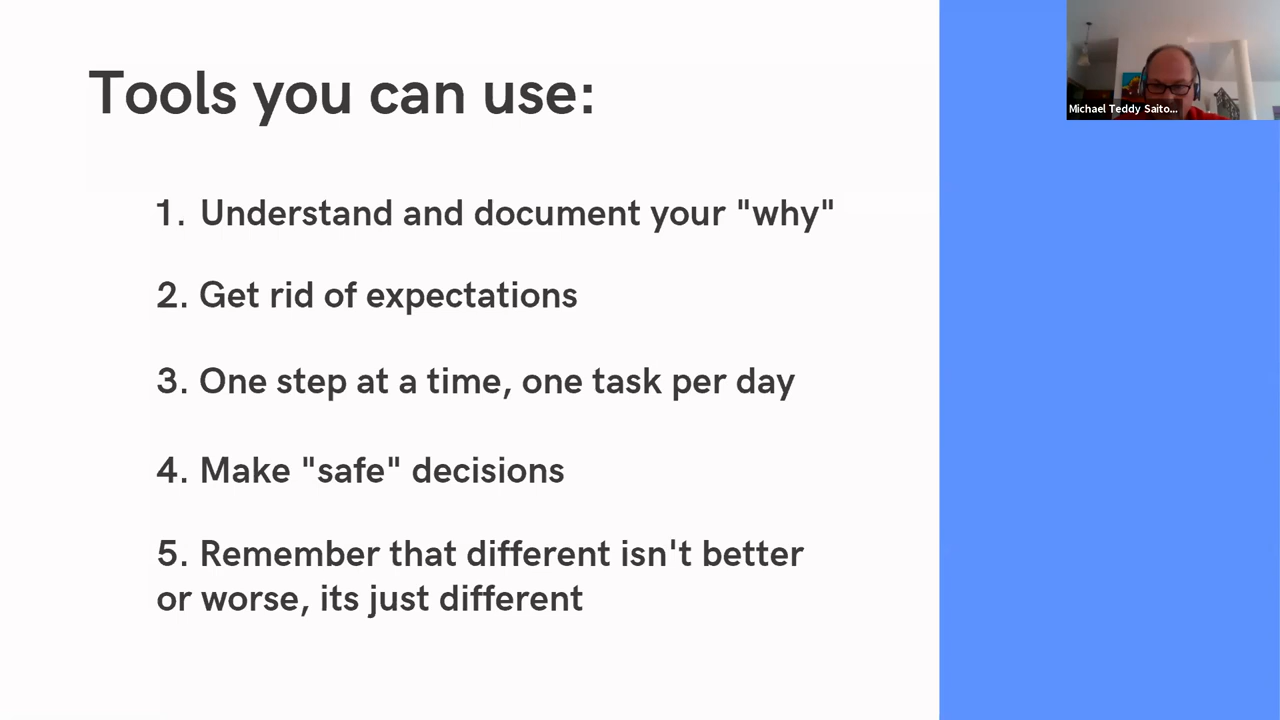 Tools you can use:
Michael Teddy Saito...
1. Understand and document your "why"
2. Get rid of expectations
3. One step at a time, one task per day
4. Make "safe" decisions
5. Remember that different isn't better
or worse, its just different